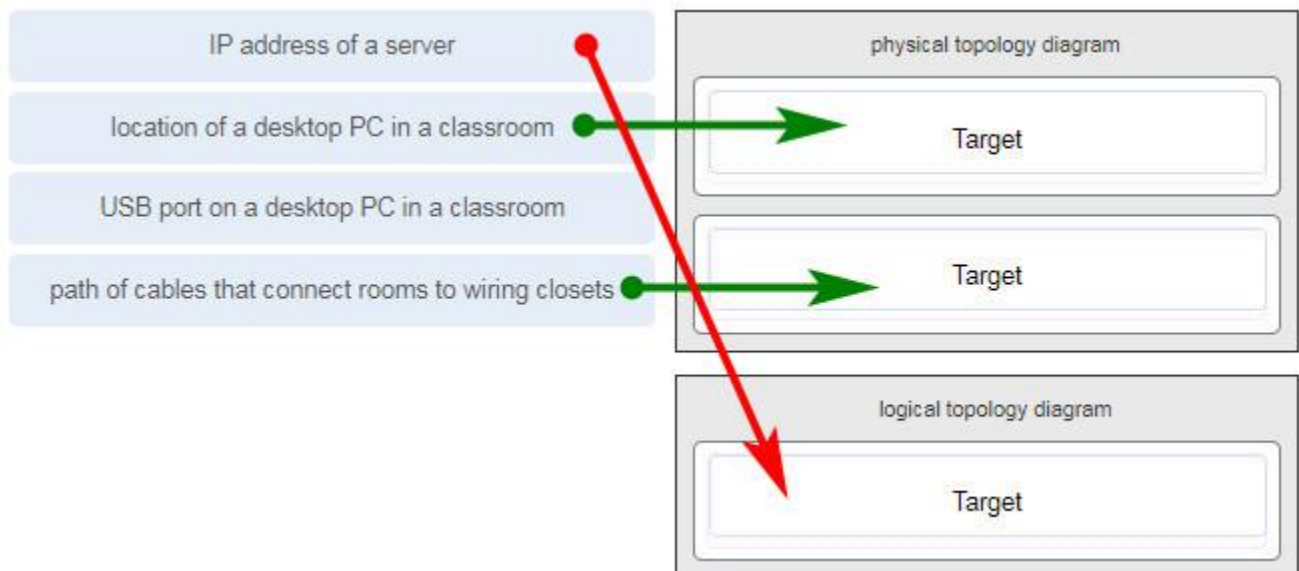 IP address of a server
location of a desktop PC in a classroom
USB port on a desktop PC in a classroom
path of cables that connect rooms to wiring closets
physical topology diagram
Target
Target
logical topology diagram
Target